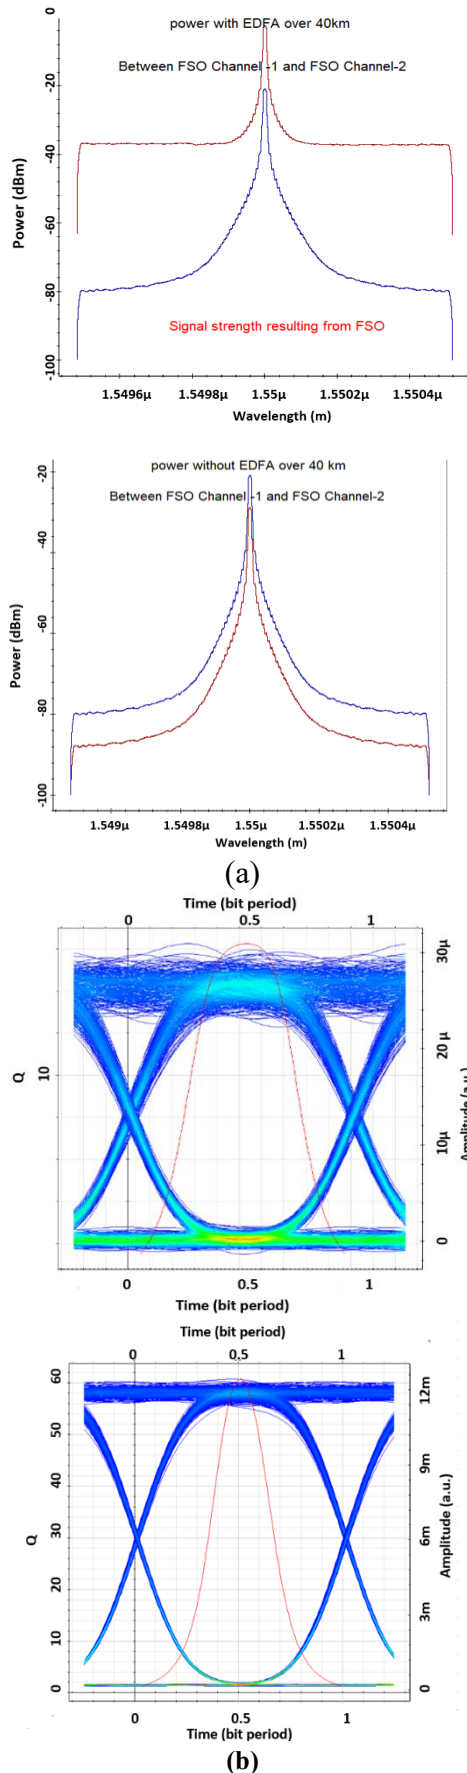 power with EDFA over 40km
Between FSO Channel -1 and FSO Channel-2
0
-20
-40
-60
-80
-100
Power (dBm)
Signal strength resulting from FSO
1.5496µ 1.5498µ 1.55µ 1.5502µ 1.5504µ
Wavelength (m)
power without EDFA over 40 km
Between FSO Channel -1 and FSO Channel-2
-20
-40
-60
-80
-100
Power (dBm)
1.549µ 1.5498µ 1.55µ 1.5502µ 1.5504µ
Wavelength (m)
(a)
Time (bit period)
0 0.5 1
Q
10
30µ
20 µ
10µ
0
Amplitude (a.u.)
0 0.5 1
Time (bit period)
Time (bit period)
0 0.5 1
60
50
40
30
20
10
0
Q
12m
9m
6m
3m
0
Amplitude (a.u.)
0 0.5 1
Time (bit period)
(b)